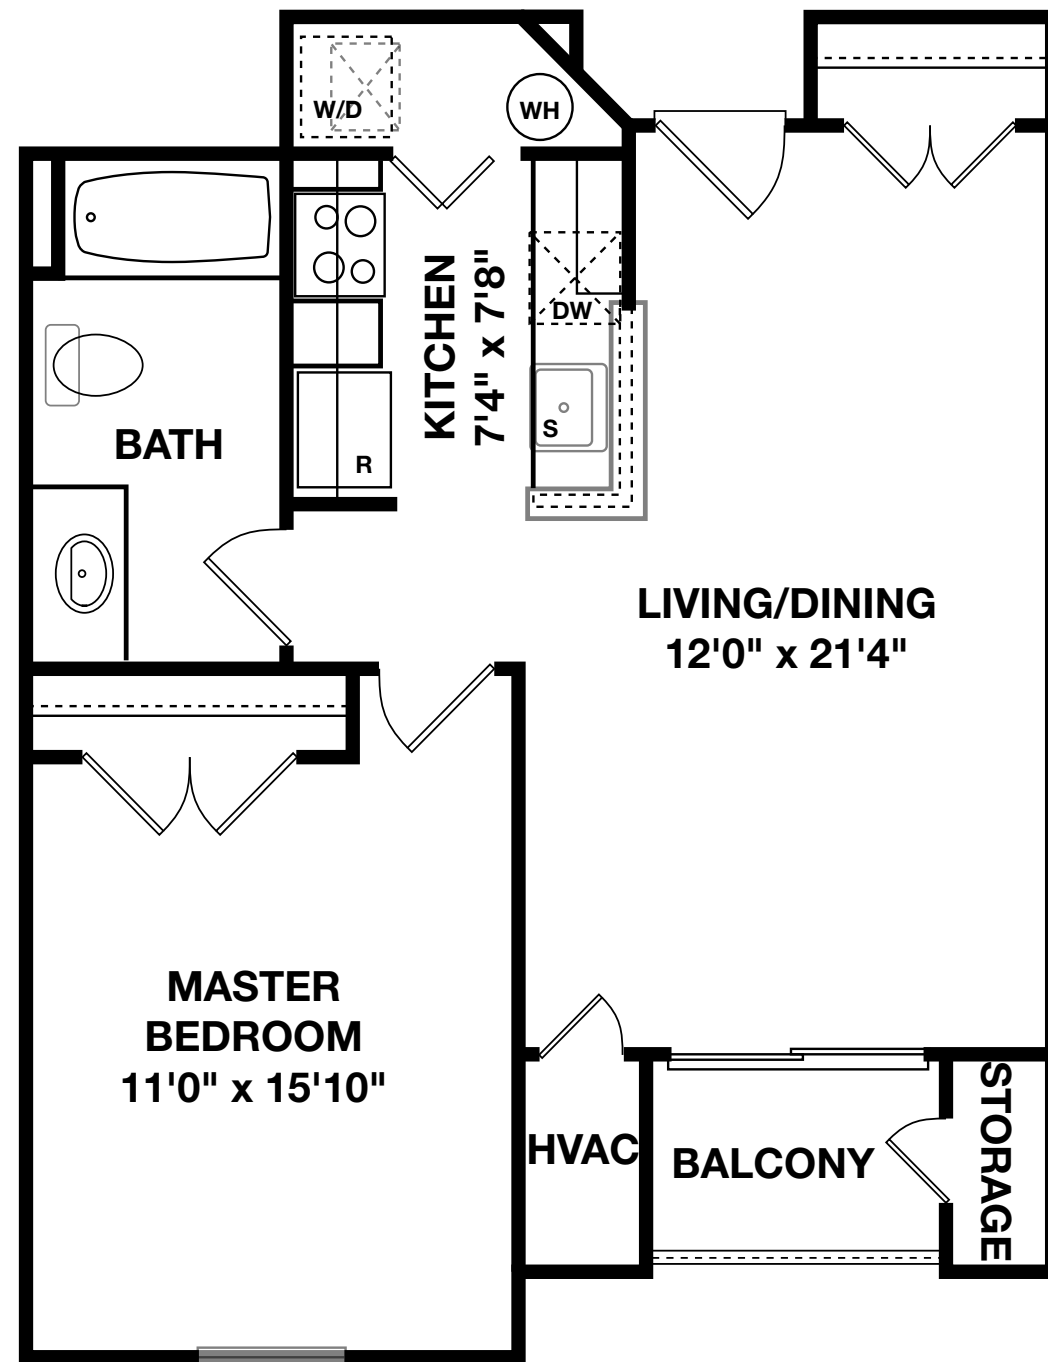 W/D
WH
KITCHEN
7'4" x 7'8"
DW
S
R
BATH
LIVING/DINING
12'0" x 21'4"
MASTER
BEDROOM
11'0" x 15'10"
HVAC
BALCONY
STORAGE